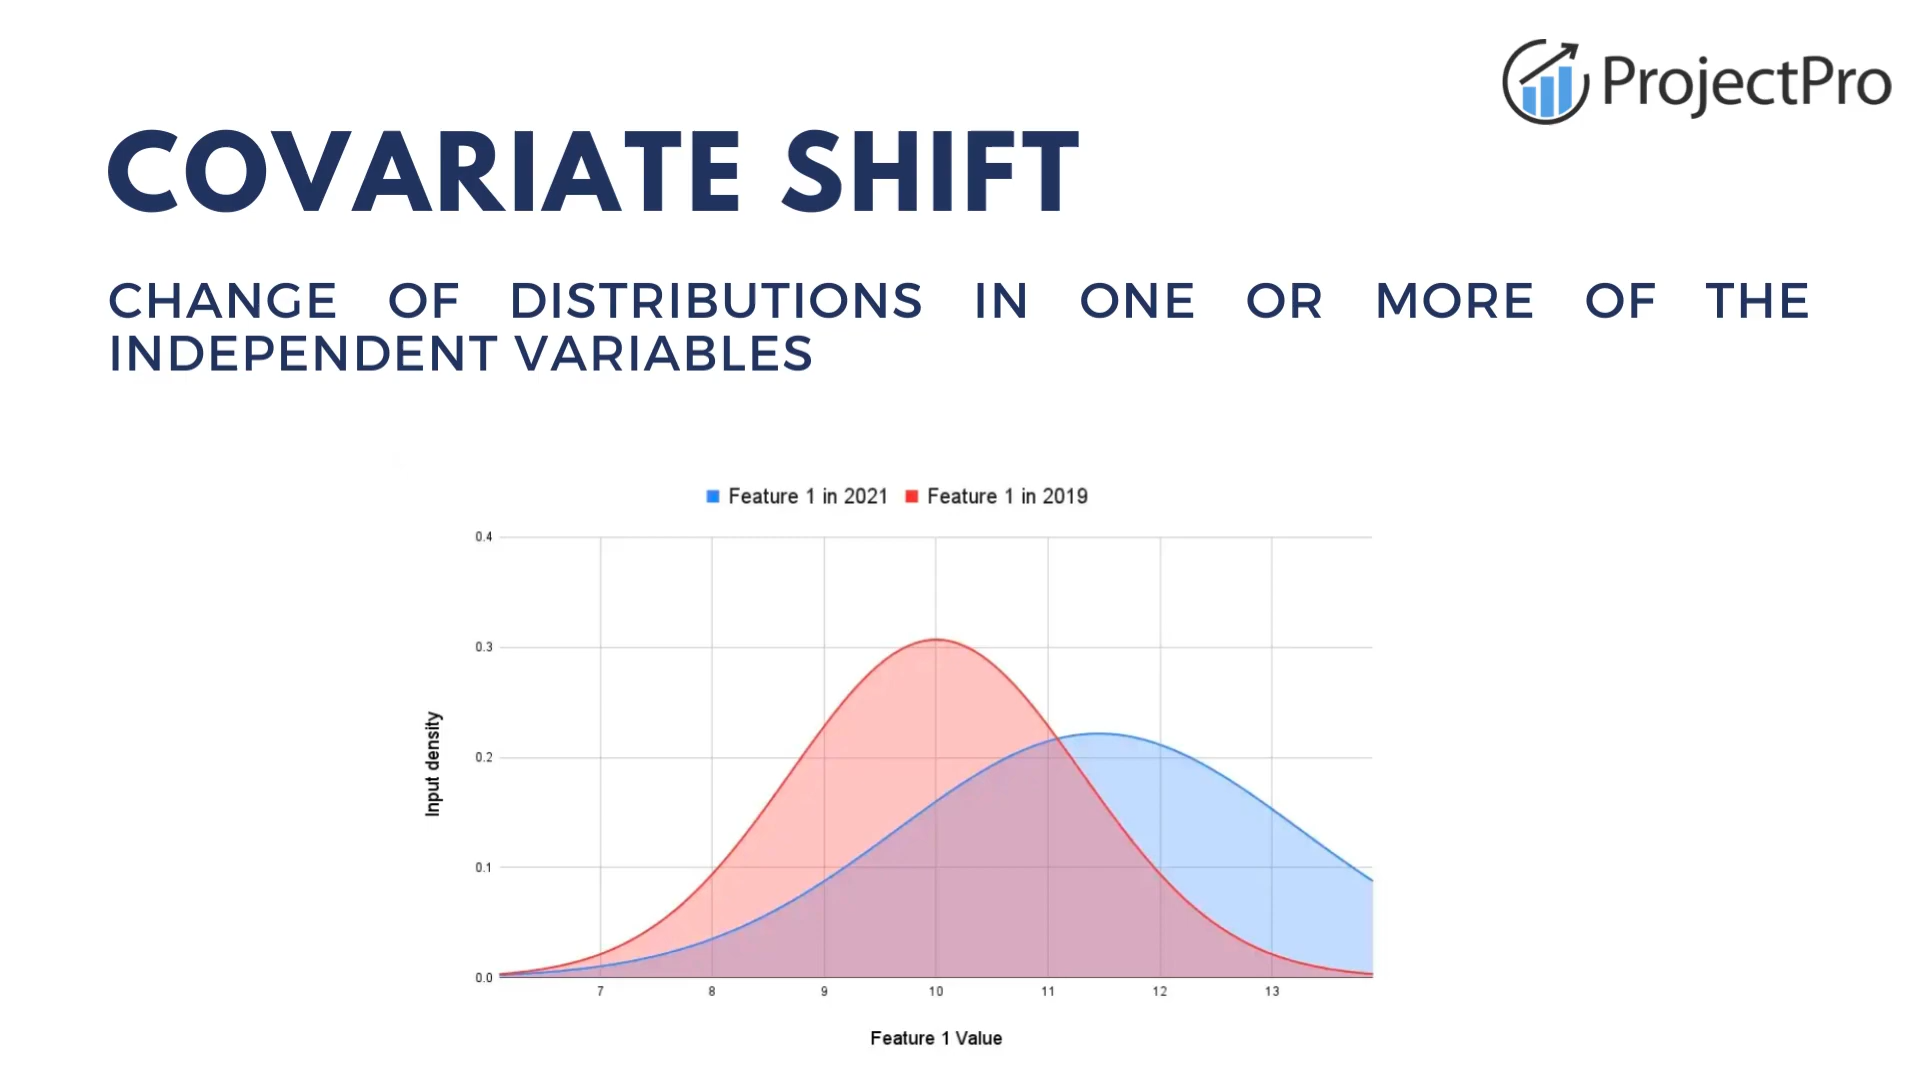 ProjectPro
COVARIATE SHIFT
CHANGE OF DISTRIBUTIONS IN ONE OR MORE OF THE
INDEPENDENT VARIABLES
Feature 1 in 2021 Feature 1 in 2019
0.4
0.3
0.2
0.1
0.0
Input density
7 8 9 10 11 12 13
Feature 1 Value